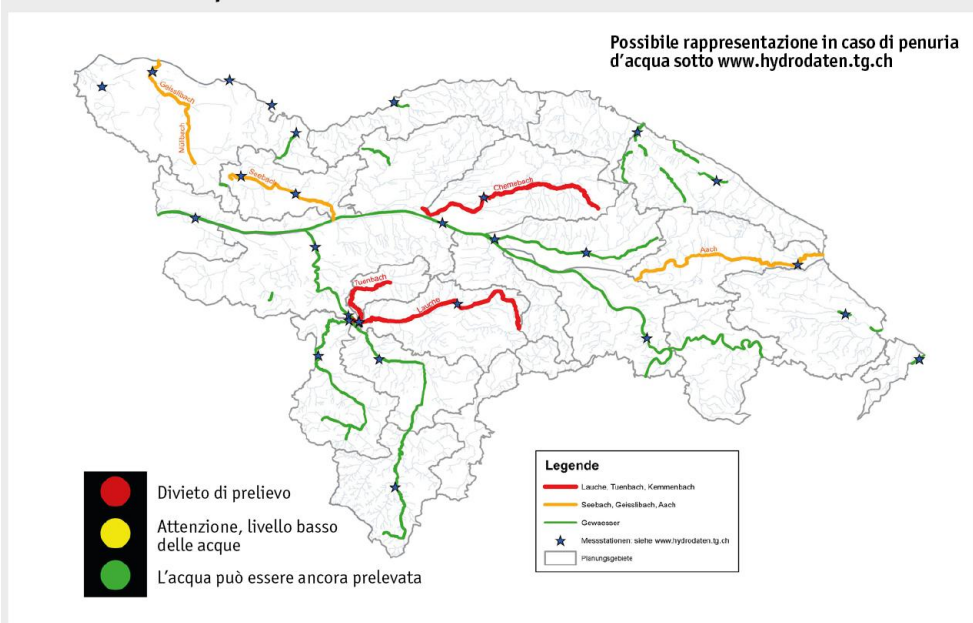 Possibile rappresentazione in caso di penuria
d'acqua sotto www.hydrodaten.tg.ch
Geisslibach
Nüllbach
Seebach
Chemebach
Aach
Tuenbach
Lauche
Divieto di prelievo
Attenzione, livello basso
delle acque
L'acqua può essere ancora prelevata
Legende
Lauche, Tuenbach, Kemmenbach
Seebach, Geisslibach, Aach
Gewaesser
Messstationen: siehe www.hydrodaten.tg.ch
Planungsgebiete